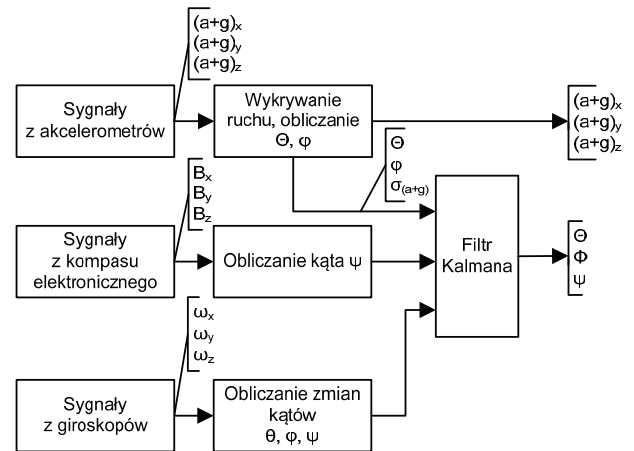 (a+g)x
(a+g)y
(a+g)z
Sygnały
z akcelerometrów
Wykrywanie
ruchu, obliczanie
Θ, φ
(a+g)x
(a+g)y
(a+g)z
Θ
φ
σ(a+g)
Bx
By
Bz
Sygnały
z kompasu
elektronicznego
Obliczanie kąta ψ
Filtr
Kalmana
Θ
Φ
ψ
ωx
ωy
ωz
Sygnały
z giroskopów
Obliczanie zmian
kątów
θ, φ, ψ